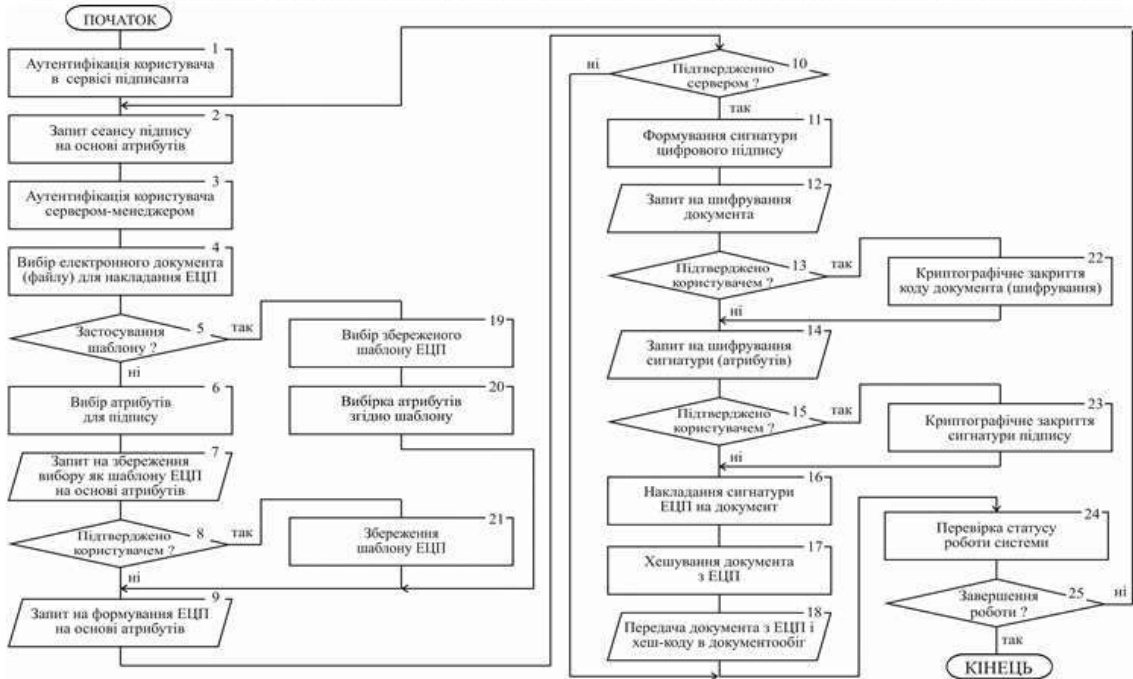 ПОЧАТОК
1
Аутентифікація користувача
в сервісі підписанта
2
Запит сеансу підпису
на основі атрибутів
3
Аутентифікація користувача
сервером-менеджером
4
Вибір електронного документа
(файлу) для накладання ЕЦП
5
Застосування
шаблону ?
так
ні
6
Вибір атрибутів
для підпису
7
Запит на збереження
вибору як шаблону ЕЦП
на основі атрибутів
8
Підтверджено
користувачем ?
так
ні
9
Запит на формування ЕЦП
на основі атрибутів
19
Вибір збереженого
шаблону ЕЦП
20
Вибірка атрибутів
згідно шаблону
21
Збереження
шаблону ЕЦП
10
Підтвердженно
сервером ?
ні
так
11
Формування сигнатури
цифрового підпису
12
Запит на шифрування
документа
13
Підтверджено
користувачем ?
так
ні
14
Запит на шифрування
сигнатури (атрибутів)
15
Підтверджено
користувачем ?
так
ні
16
Накладання сигнатури
ЕЦП на документ
17
Хешування документа
з ЕЦП
18
Передача документа з ЕЦП і
хеш-коду в документообіг
22
Криптографічне закриття
коду документа (шифрування)
23
Криптографічне закриття
сигнатури підпису
24
Перевірка статусу
роботи системи
25
Завершення
роботи ?
ні
так
КІНЕЦЬ